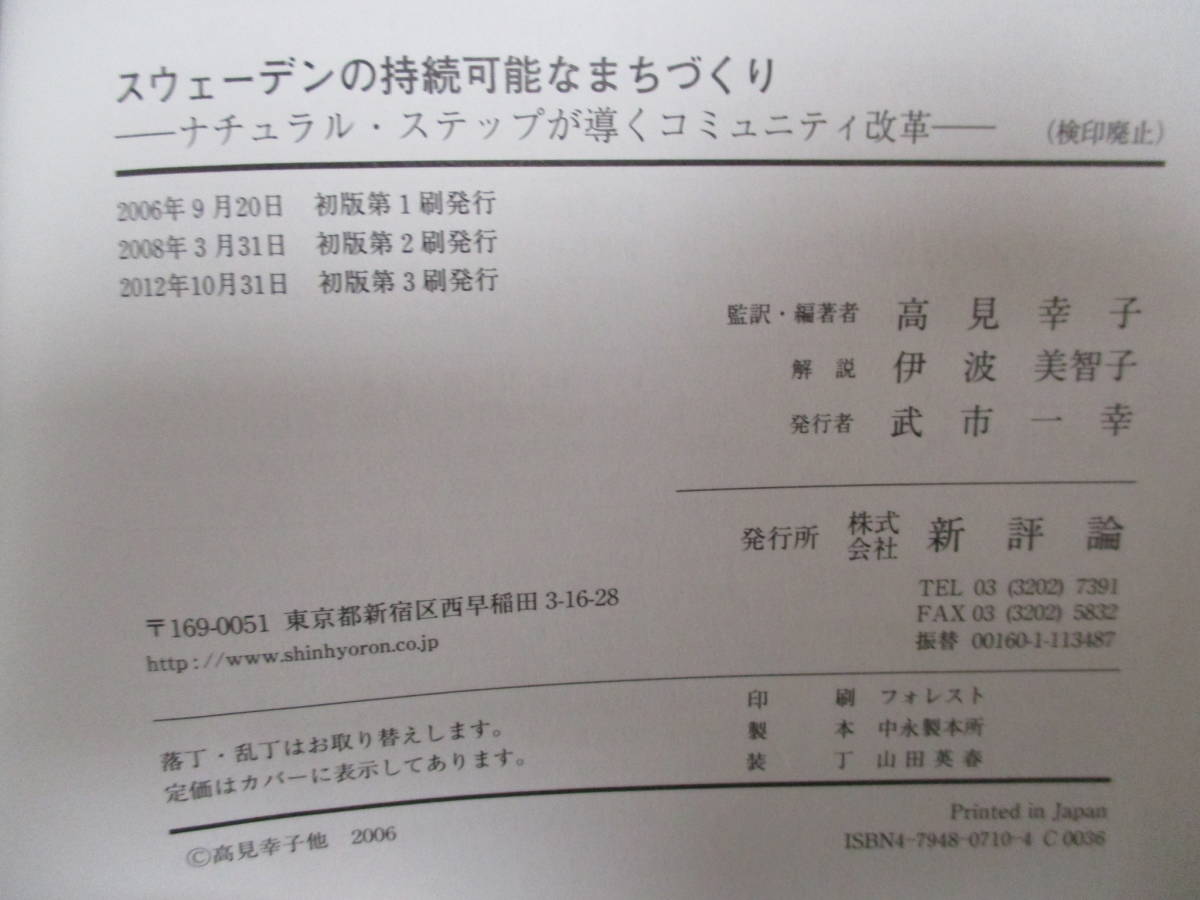 スウェーデンの持続可能なまちづくり
――ナチュラル・ステップが導くコミュニティ改革―― (検印廃止)
2006年9月20日 初版第1刷発行
2008年3月31日 初版第2刷発行
2012年10月31日 初版第3刷発行
監訳・編著者 高見幸子
解説 伊波美智子
発行者 武市一幸
発行所 株式会社 新評論
〒169-0051 東京都新宿区西早稲田3-16-28
http://www.shinhyoron.co.jp
TEL 03 (3202) 7391
FAX 03 (3202) 5832
振替 00160-1-113487
落丁・乱丁はお取り替えします。
定価はカバーに表示してあります。
印刷 フォレスト
製本 中永製本所
装丁 山田英春
©高見幸子他 2006
Printed in Japan
ISBN4-7948-0710-4 C0036